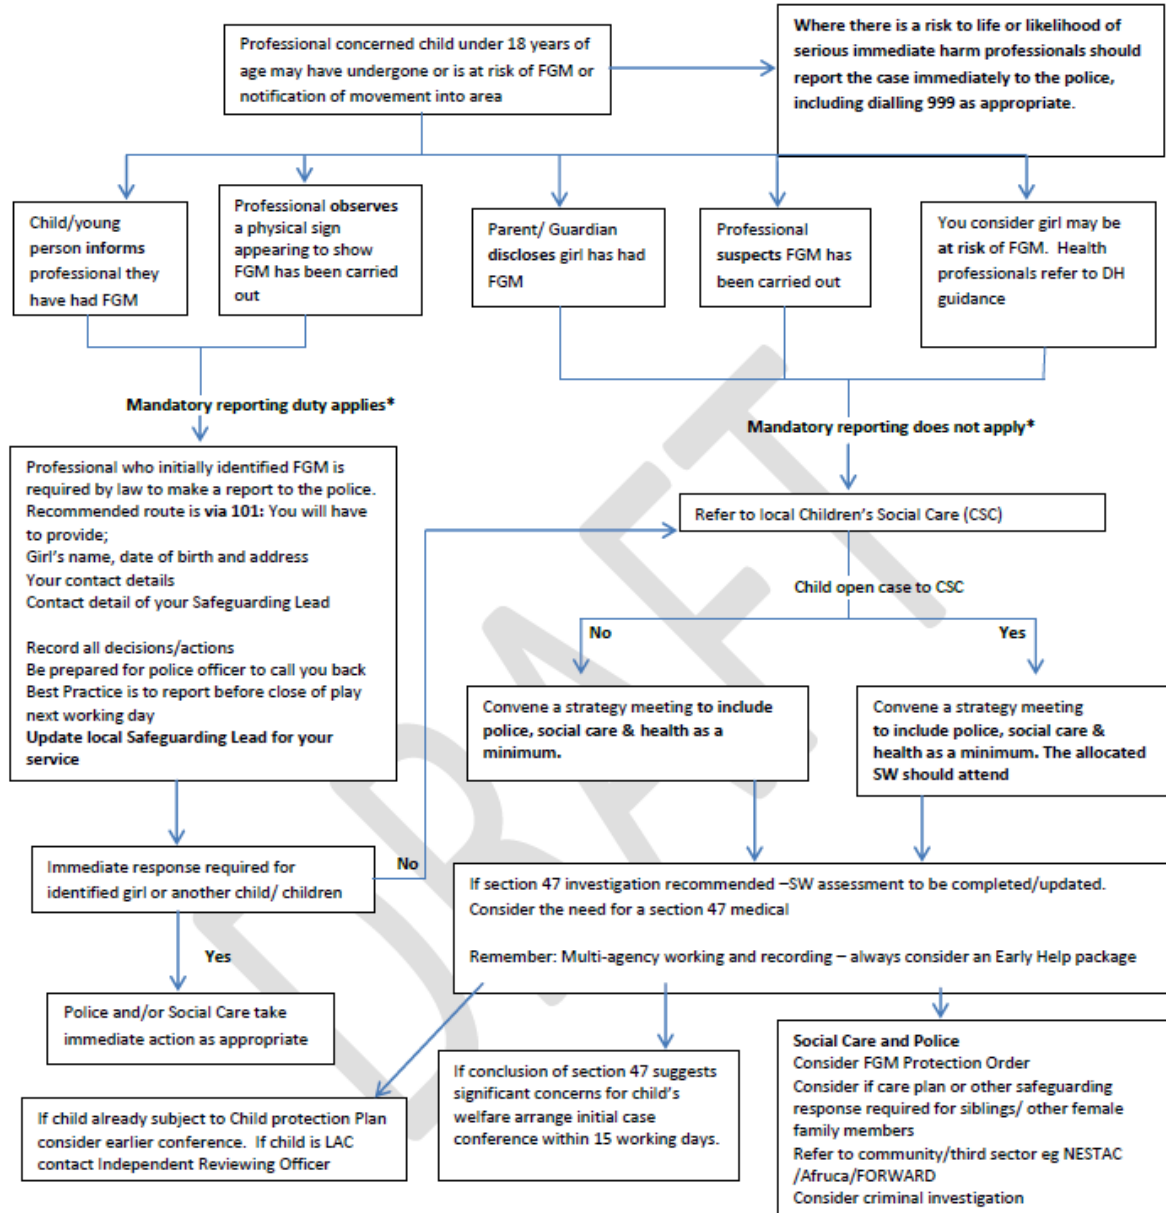 Professional concerned child under 18 years of
age may have undergone or is at risk of FGM or
notification of movement into area
Where there is a risk to life or likelihood of
serious immediate harm professionals should
report the case immediately to the police,
including dialling 999 as appropriate.
Child/young
person informs
professional they
have had FGM
Professional observes
a physical sign
appearing to show
FGM has been carried
out
Parent/ Guardian
discloses girl has had
FGM
Professional
suspects FGM has
been carried out
You consider girl may be
at risk of FGM. Health
professionals refer to DH
guidance
Mandatory reporting duty applies*
Mandatory reporting does not apply*
Professional who initially identified FGM is
required by law to make a report to the police.
Recommended route is via 101: You will have
to provide;
Girl's name, date of birth and address
Your contact details
Contact detail of your Safeguarding Lead
Record all decisions/actions
Be prepared for police officer to call you back
Best Practice is to report before close of play
next working day
Update local Safeguarding Lead for your
service
Refer to local Children's Social Care (CSC)
Child open case to CSC
No
Yes
Convene a strategy meeting to include
police, social care & health as a
minimum.
Convene a strategy meeting
to include police, social care &
health as a minimum. The allocated
SW should attend
Immediate response required for
identified girl or another child/ children
No
Yes
Police and/or Social Care take
immediate action as appropriate
If section 47 investigation recommended –SW assessment to be completed/updated.
Consider the need for a section 47 medical
Remember: Multi-agency working and recording – always consider an Early Help package
If child already subject to Child protection Plan
consider earlier conference. If child is LAC
contact Independent Reviewing Officer
If conclusion of section 47 suggests
significant concerns for child's
welfare arrange initial case
conference within 15 working days.
Social Care and Police
Consider FGM Protection Order
Consider if care plan or other safeguarding
response required for siblings/ other female
family members
Refer to community/third sector eg NESTAC
/Afruca/FORWARD
Consider criminal investigation
DRAFT